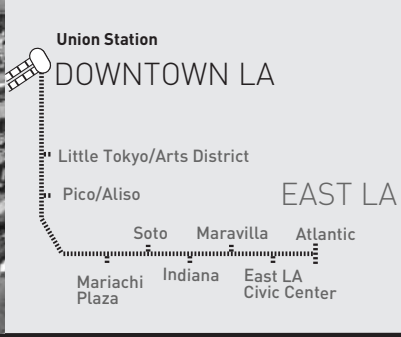 Union Station
DOWNTOWN LA
Little Tokyo/Arts District
Pico/Aliso
EAST LA
Soto
Maravilla
Atlantic
Mariachi
Plaza
Indiana
East LA
Civic Center